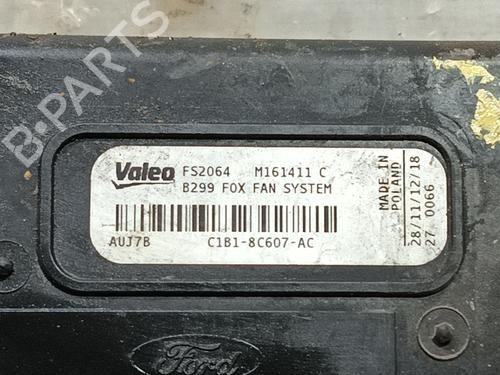 B-PARTS
Valeo FS2064 M161411 C
B299 FOX FAN SYSTEM
AUJ7B C1B1-8C607-AC
MADE IN
POLAND
28/11/12/18
27 0066
Ford